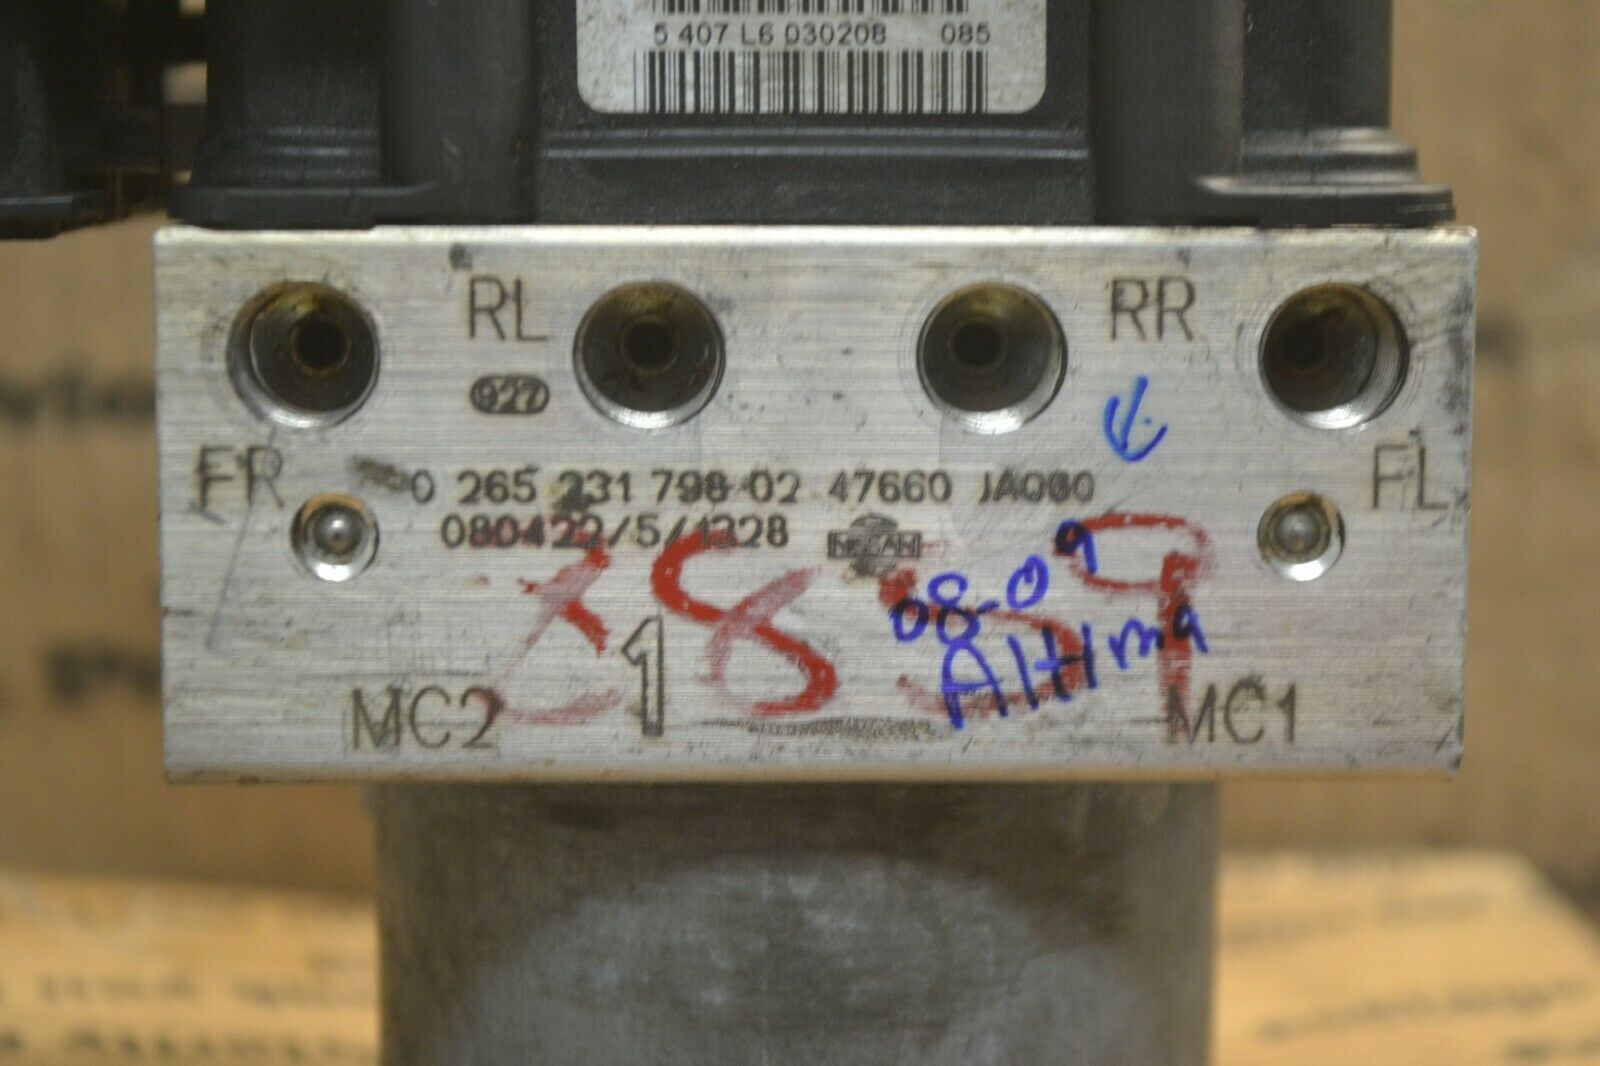 5 407 L6 030208 085
RL RR
927
FR FL
0 265 231 798 02 47660 JA000
080422/5/1328 NISSAN
08-09
Altima
1
MC2 MC1